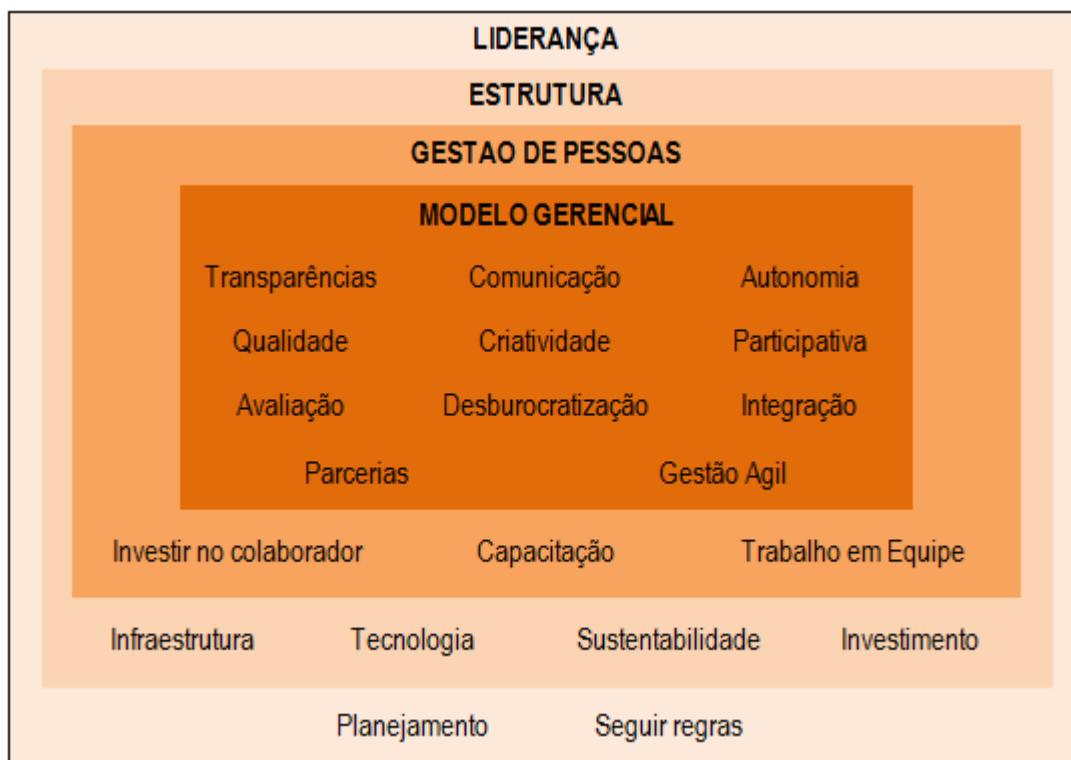 LIDERANÇA
ESTRUTURA
GESTAO DE PESSOAS
MODELO GERENCIAL
Transparências Comunicação Autonomia
Qualidade Criatividade Participativa
Avaliação Desburocratização Integração
Parcerias Gestão Agil
Investir no colaborador Capacitação Trabalho em Equipe
Infraestrutura Tecnologia Sustentabilidade Investimento
Planejamento Seguir regras